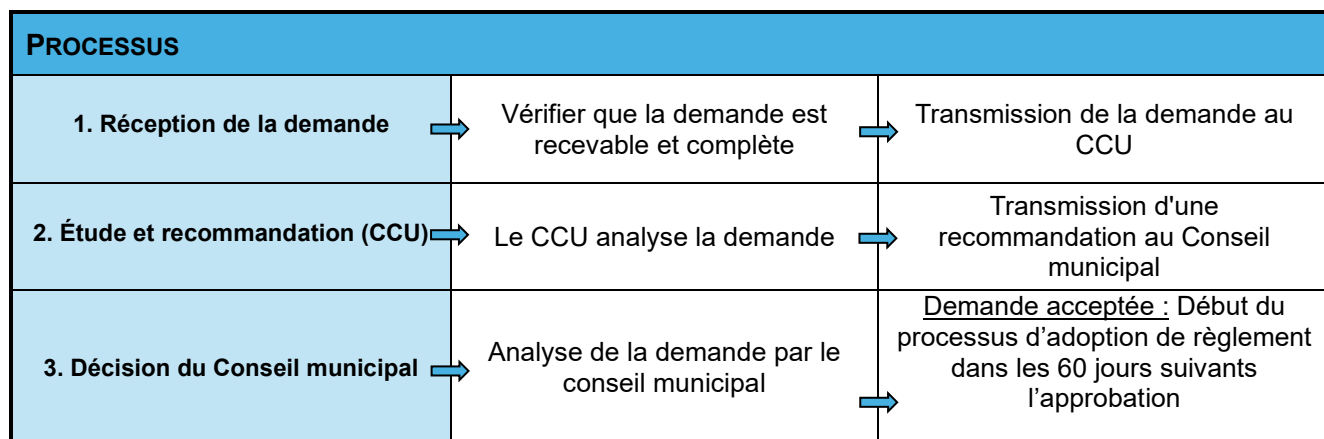 PROCESSUS
1. Réception de la demande
Vérifier que la demande est
recevable et complète
Transmission de la demande au
CCU
2. Étude et recommandation (CCU)
Le CCU analyse la demande
Transmission d'une
recommandation au Conseil
municipal
3. Décision du Conseil municipal
Analyse de la demande par le
conseil municipal
Demande acceptée : Début du
processus d’adoption de règlement
dans les 60 jours suivants
l’approbation